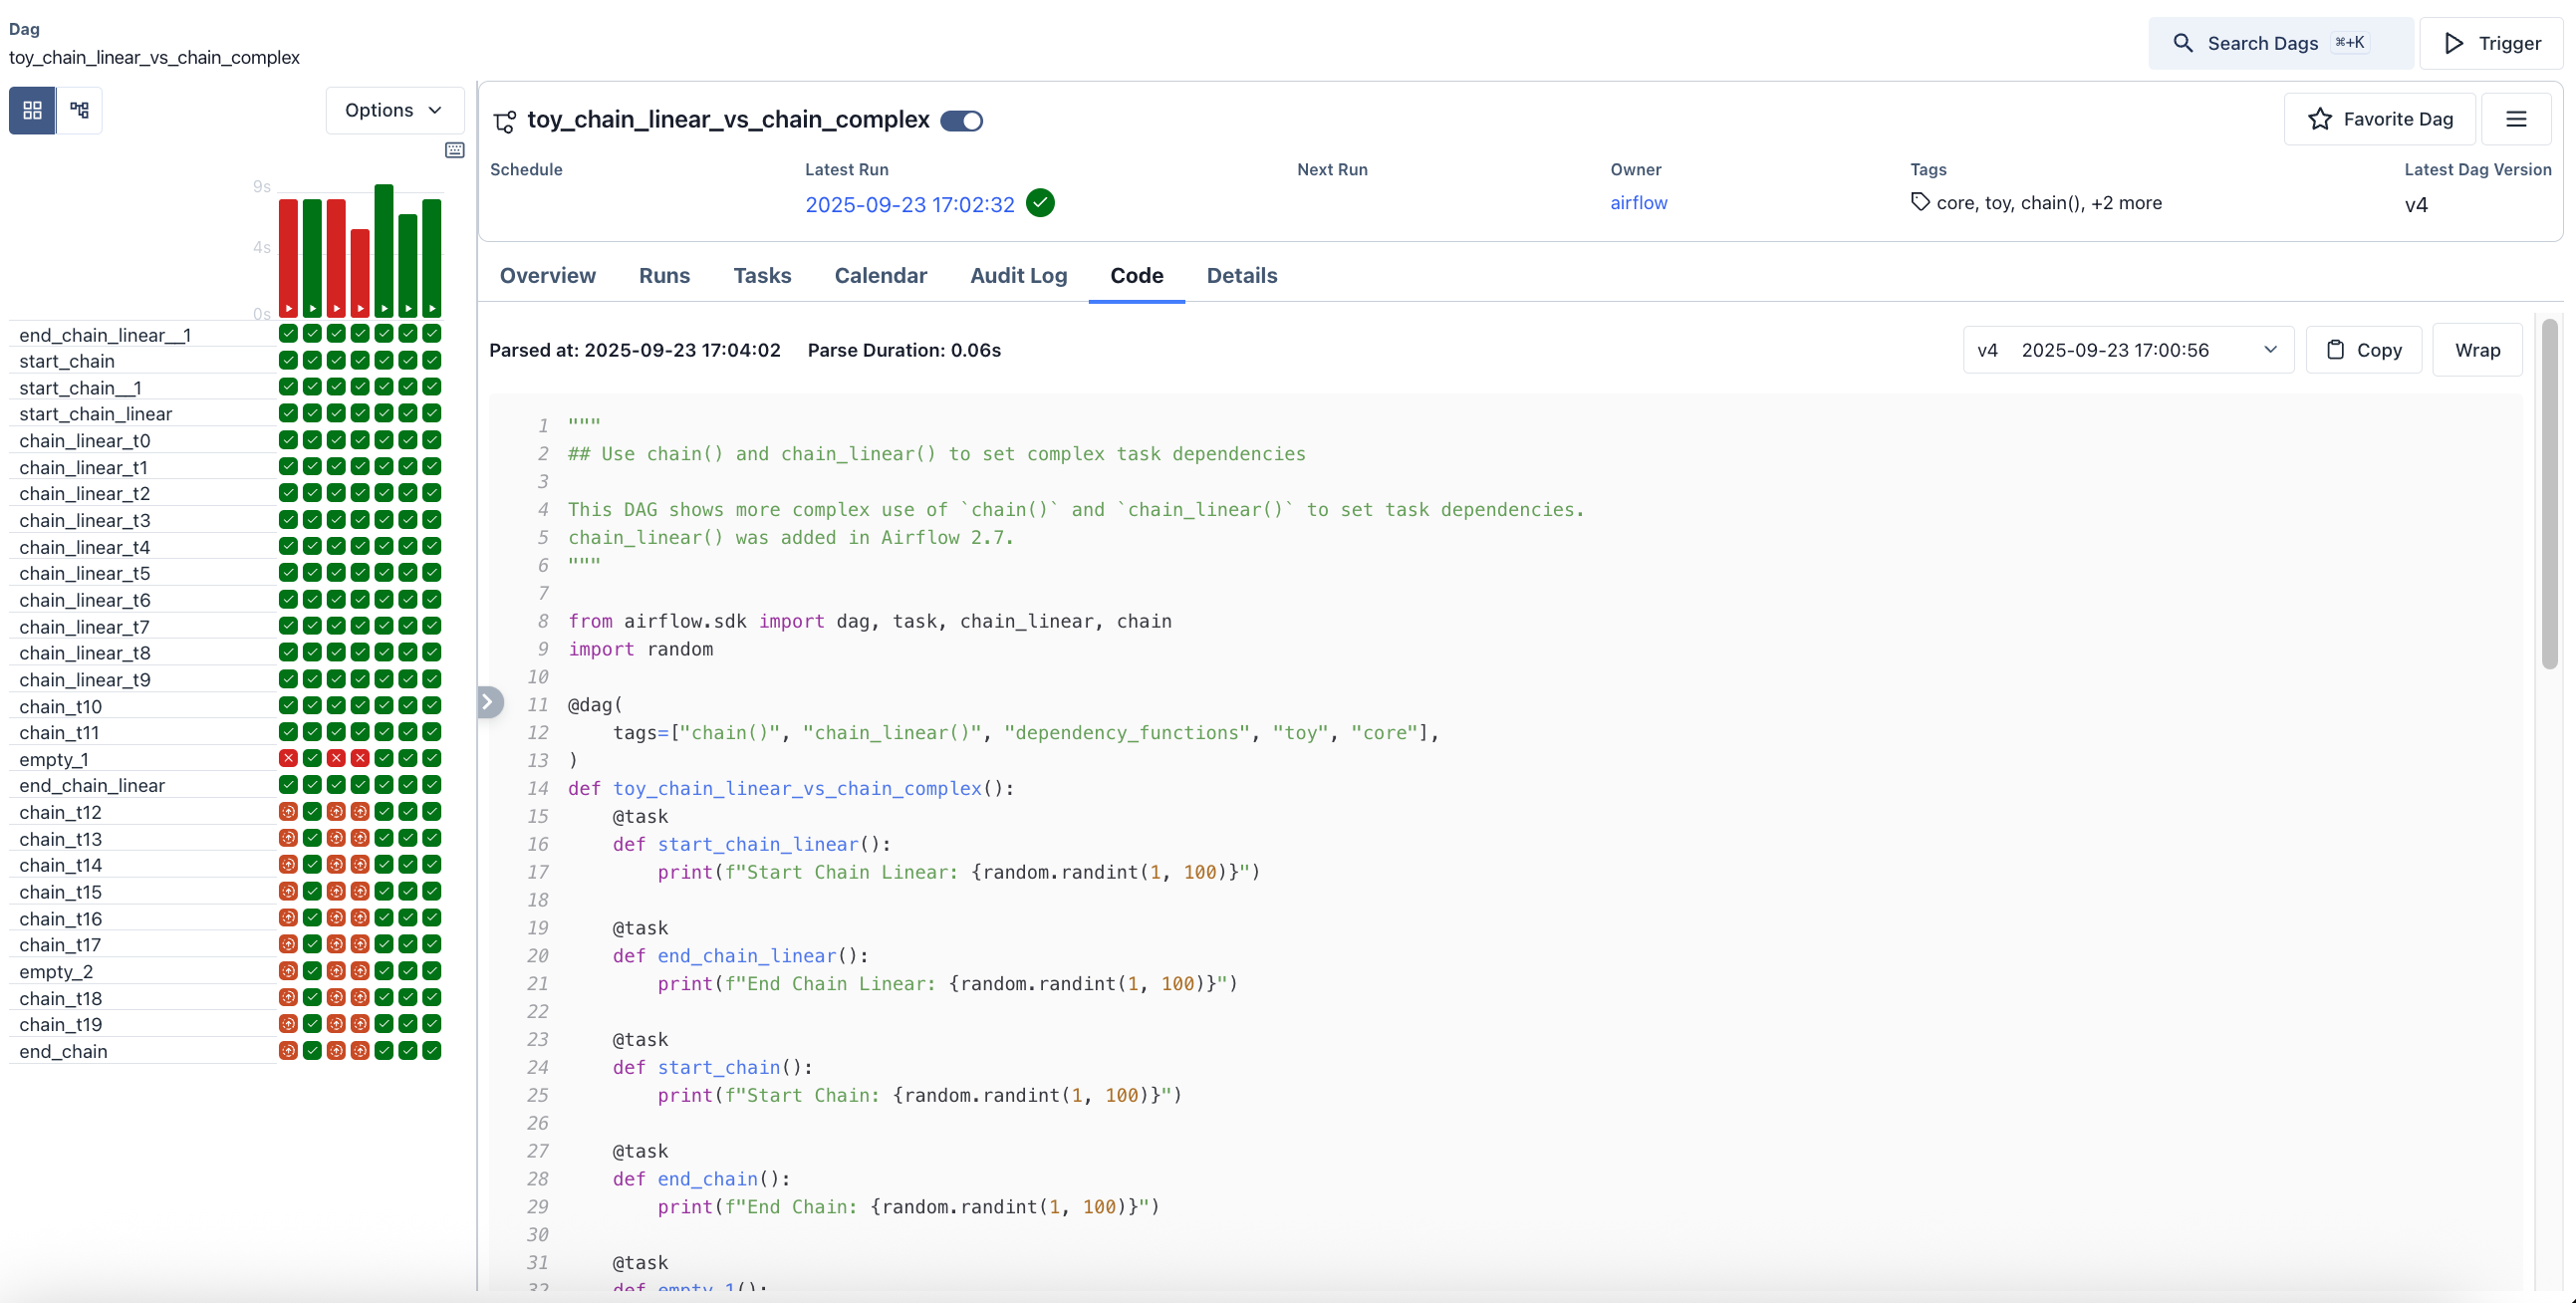 Dag
toy_chain_linear_vs_chain_complex
Search Dags ⌘+K
Trigger
Options
9s
4s
0s
end_chain_linear__1
start_chain
start_chain__1
start_chain_linear
chain_linear_t0
chain_linear_t1
chain_linear_t2
chain_linear_t3
chain_linear_t4
chain_linear_t5
chain_linear_t6
chain_linear_t7
chain_linear_t8
chain_linear_t9
chain_t10
chain_t11
empty_1
end_chain_linear
chain_t12
chain_t13
chain_t14
chain_t15
chain_t16
chain_t17
empty_2
chain_t18
chain_t19
end_chain
toy_chain_linear_vs_chain_complex
Favorite Dag
Schedule
Latest Run
2025-09-23 17:02:32
Next Run
Owner
airflow
Tags
core, toy, chain(), +2 more
Latest Dag Version
v4
Overview Runs Tasks Calendar Audit Log Code Details
Parsed at: 2025-09-23 17:04:02 Parse Duration: 0.06s
v4 2025-09-23 17:00:56
Copy
Wrap
1 """
2 ## Use chain() and chain_linear() to set complex task dependencies
3
4 This DAG shows more complex use of `chain()` and `chain_linear()` to set task dependencies.
5 chain_linear() was added in Airflow 2.7.
6 """
7
8 from airflow.sdk import dag, task, chain_linear, chain
9 import random
10
11 @dag(
12     tags=["chain()", "chain_linear()", "dependency_functions", "toy", "core"],
13 )
14 def toy_chain_linear_vs_chain_complex():
15     @task
16     def start_chain_linear():
17         print(f"Start Chain Linear: {random.randint(1, 100)}")
18
19     @task
20     def end_chain_linear():
21         print(f"End Chain Linear: {random.randint(1, 100)}")
22
23     @task
24     def start_chain():
25         print(f"Start Chain: {random.randint(1, 100)}")
26
27     @task
28     def end_chain():
29         print(f"End Chain: {random.randint(1, 100)}")
30
31     @task
32     def empty_1():